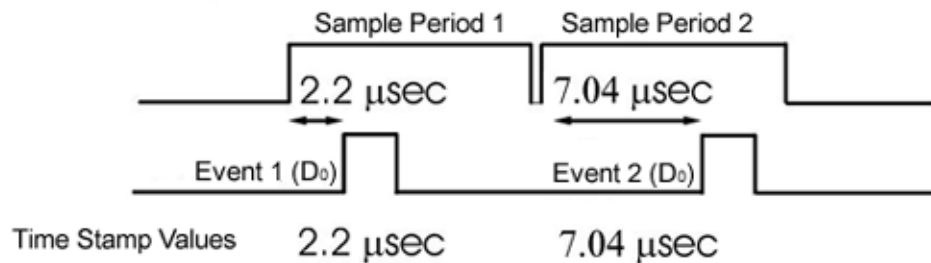 Sample Period 1 Sample Period 2
2.2 μsec 7.04 μsec
Event 1 (D₀) Event 2 (D₀)
Time Stamp Values 2.2 μsec 7.04 μsec